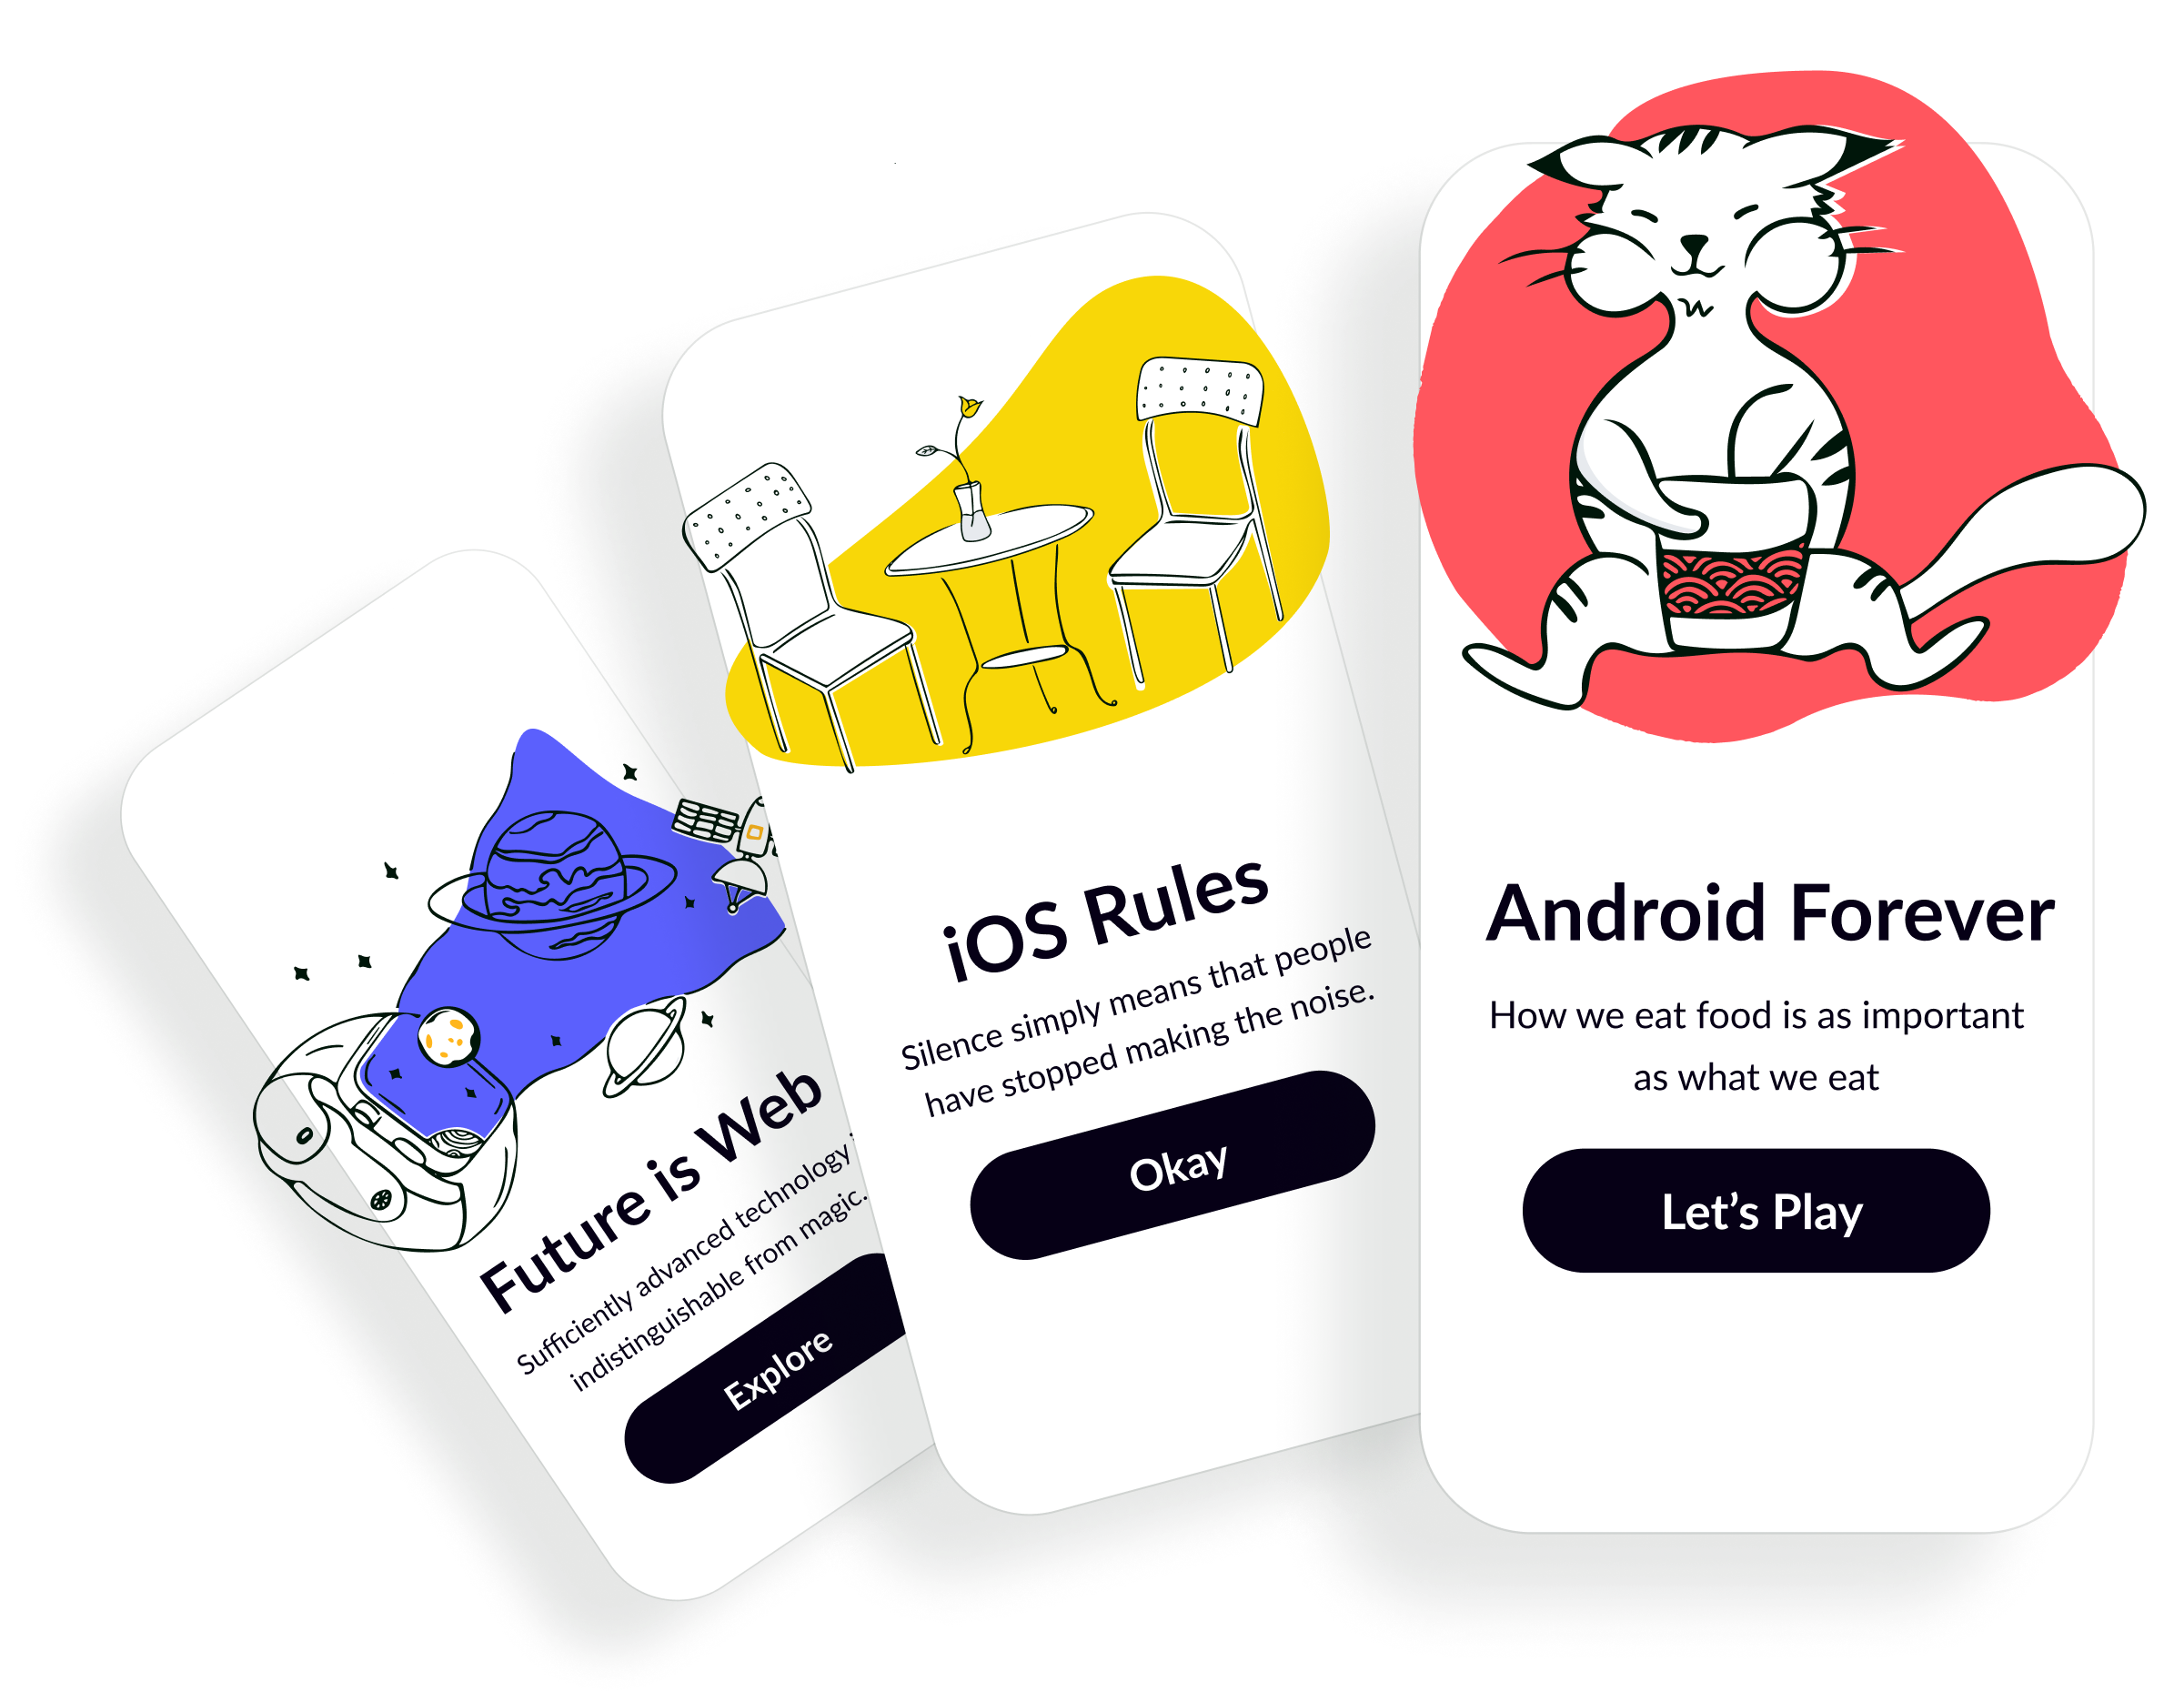 Future is Web
Sufficiently advanced technology
indistinguishable from magic.
Explore
iOS Rules
Silence simply means that people
have stopped making the noise.
Okay
Android Forever
How we eat food is as important
as what we eat
Let’s Play